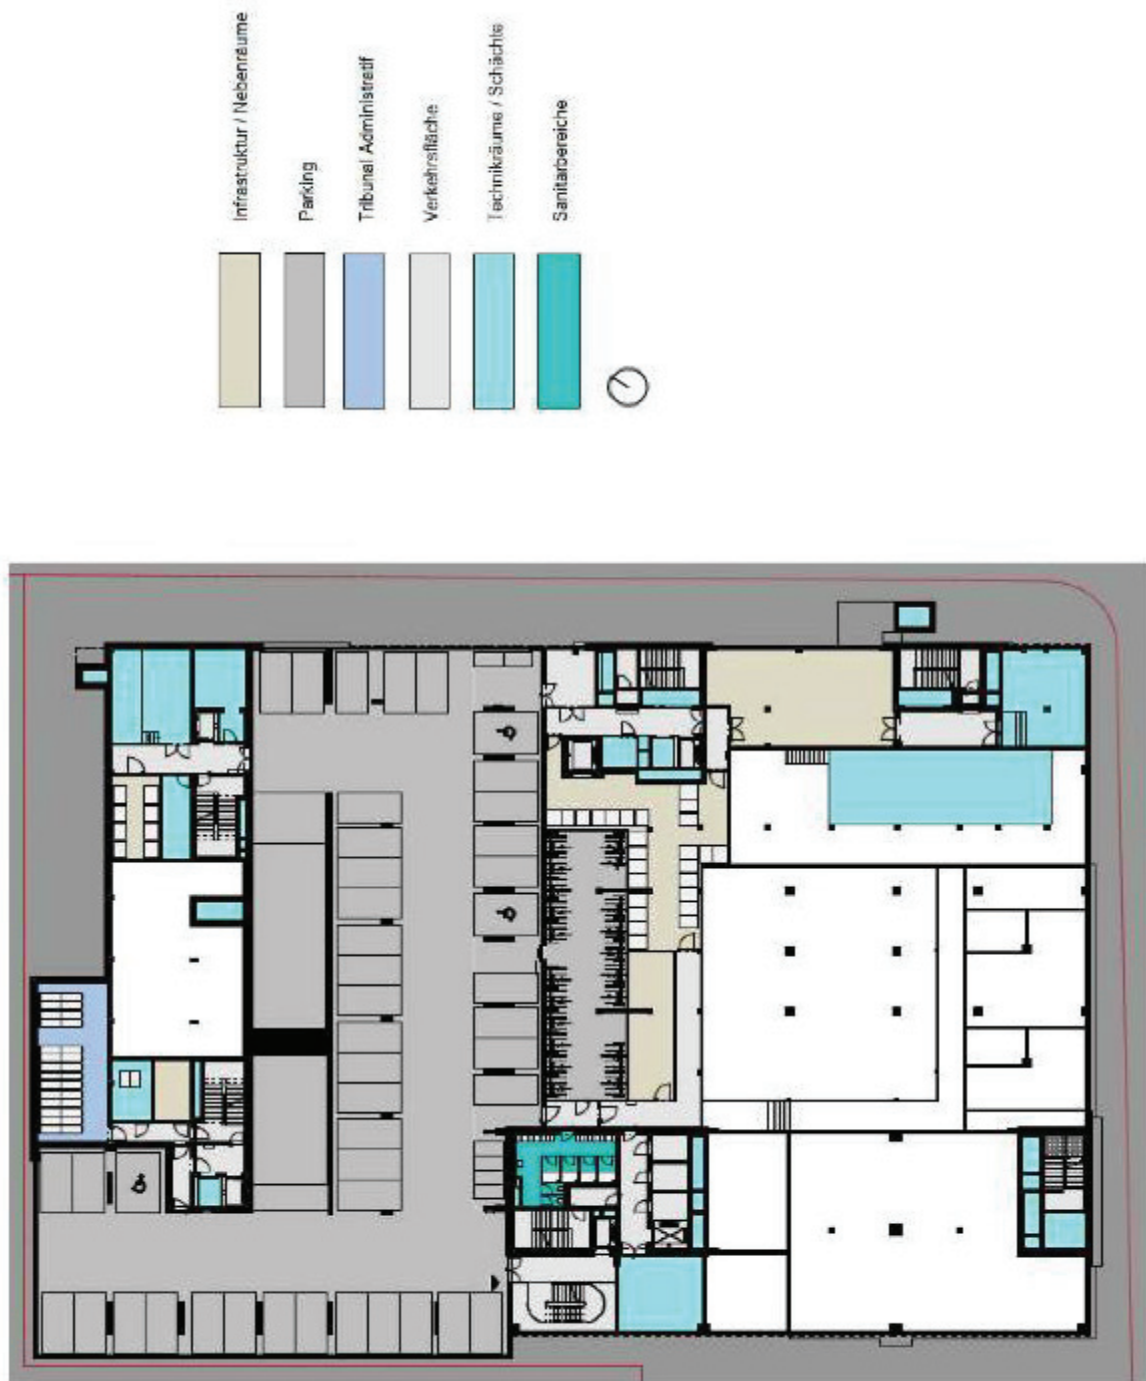 Infrastruktur / Nebenräume
Parking
Tribunal Administratif
Verkehrsfläche
Technikräume / Schächte
Sanitärbereiche